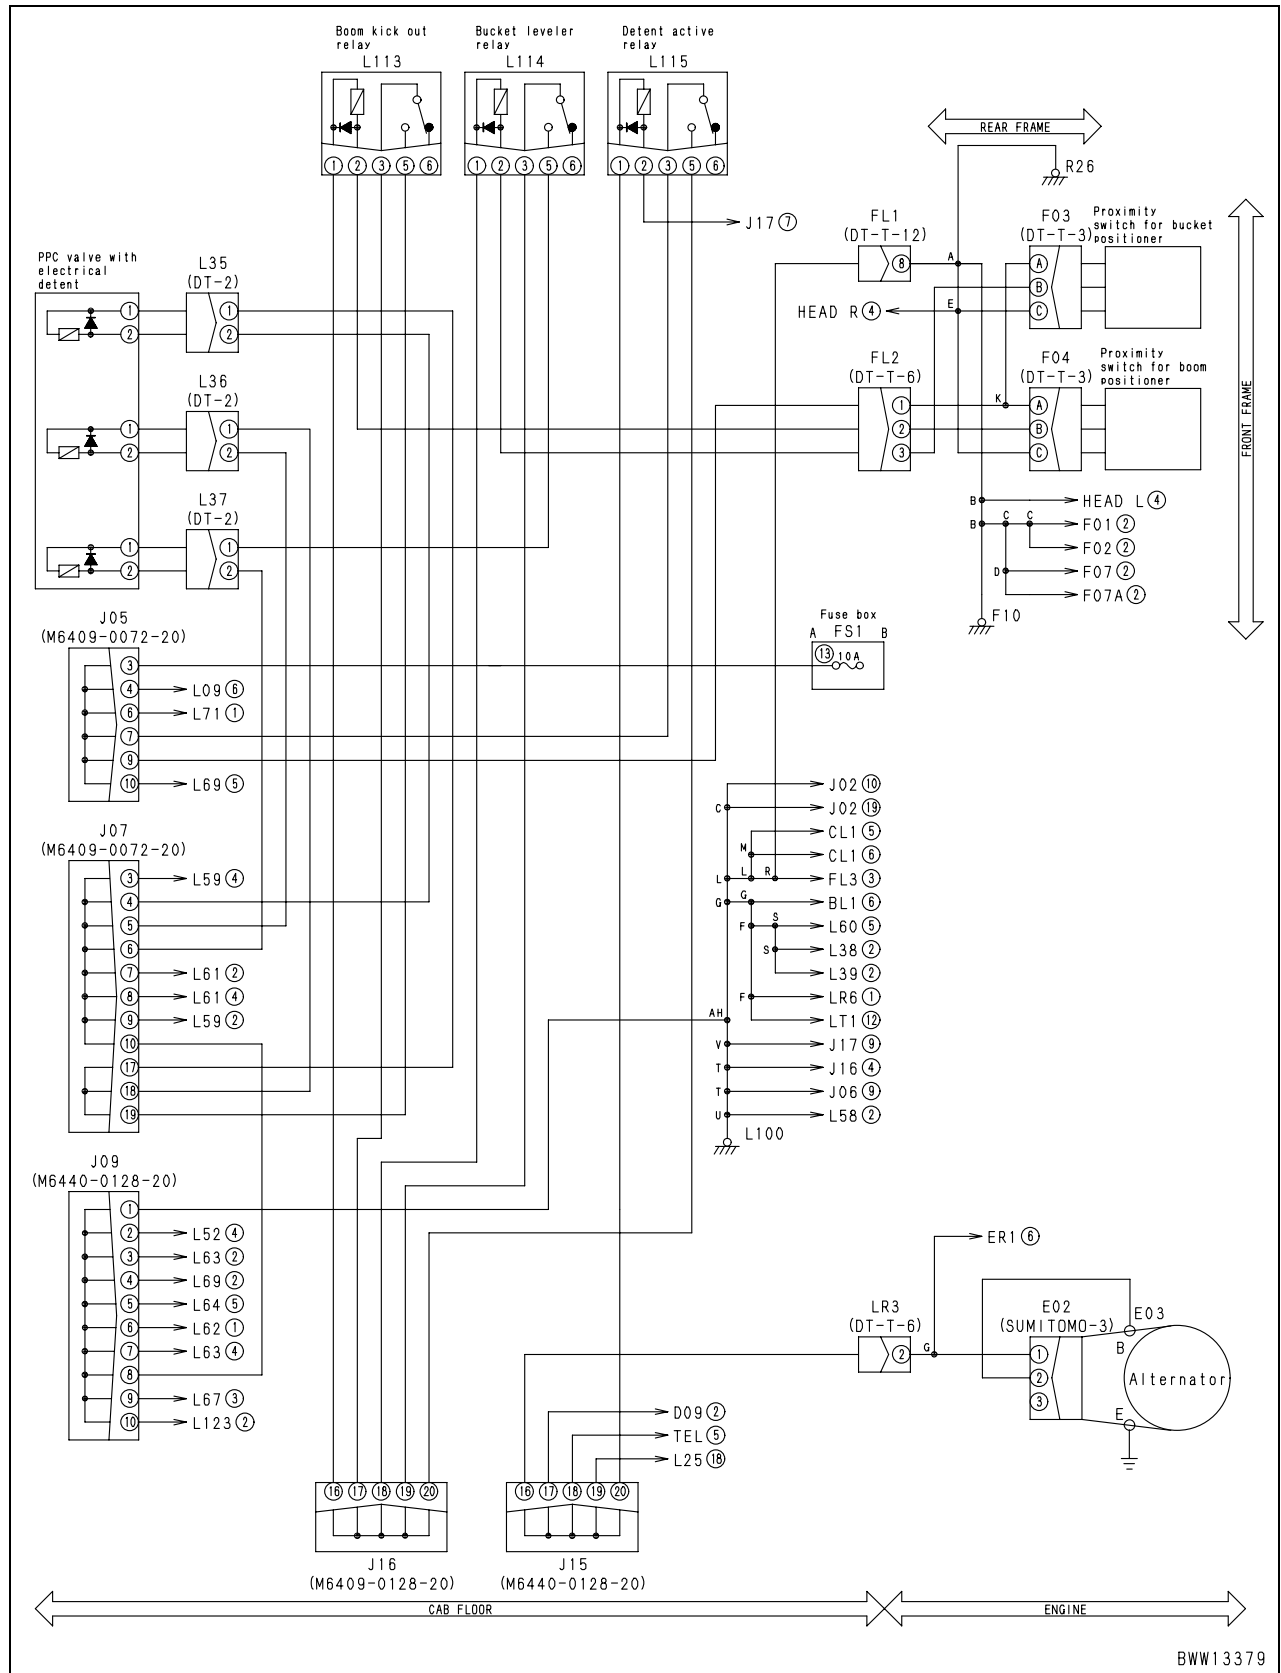 Boom kick out
relay
L113
Bucket leveler
relay
L114
Detent active
relay
L115
① ② ③ ⑤ ⑥
① ② ③ ⑤ ⑥
① ② ③ ⑤ ⑥
REAR FRAME
R26
J17 ⑦
FL1
(DT-T-12)
⑧
A
F03
(DT-T-3)
Proximity
switch for bucket
positioner
A
B
C
HEAD R ④
E
PPC valve with
electrical
detent
L35
(DT-2)
① ①
② ②
L36
(DT-2)
① ①
② ②
L37
(DT-2)
① ①
② ②
FL2
(DT-T-6)
①
②
③
K
F04
(DT-T-3)
Proximity
switch for boom
positioner
A
B
C
FRONT FRAME
B HEAD L ④
B C C F01 ②
F02 ②
D F07 ②
F07A ②
F10
Fuse box
A FS1 B
⑬ 10A
J05
(M6409-0072-20)
③
④ L09 ⑥
⑥ L71 ①
⑦
⑨
⑩ L69 ⑤
J07
(M6409-0072-20)
③ L59 ④
④
⑤
⑥
⑦ L61 ②
⑧ L61 ④
⑨ L59 ②
⑩
⑰
⑱
⑲
J02 ⑩
C J02 ⑲
CL1 ⑤
M CL1 ⑥
L L R FL3 ③
G G BL1 ⑥
F S L60 ⑤
S L38 ②
L39 ②
F LR6 ①
AH LT1 ⑫
V J17 ⑨
T J16 ④
T J06 ⑨
U L58 ②
L100
J09
(M6440-0128-20)
①
② L52 ④
③ L63 ②
④ L69 ②
⑤ L64 ⑤
⑥ L62 ①
⑦ L63 ④
⑧
⑨ L67 ③
⑩ L123 ②
ER1 ⑥
LR3
(DT-T-6)
②
G
E02
(SUMITOMO-3)
①
②
③
E03
B
Alternator
E
D09 ②
TEL ⑤
L25 ⑱
⑯ ⑰ ⑱ ⑲ ⑳
J16
(M6409-0128-20)
⑯ ⑰ ⑱ ⑲ ⑳
J15
(M6440-0128-20)
CAB FLOOR
ENGINE
BWW13379